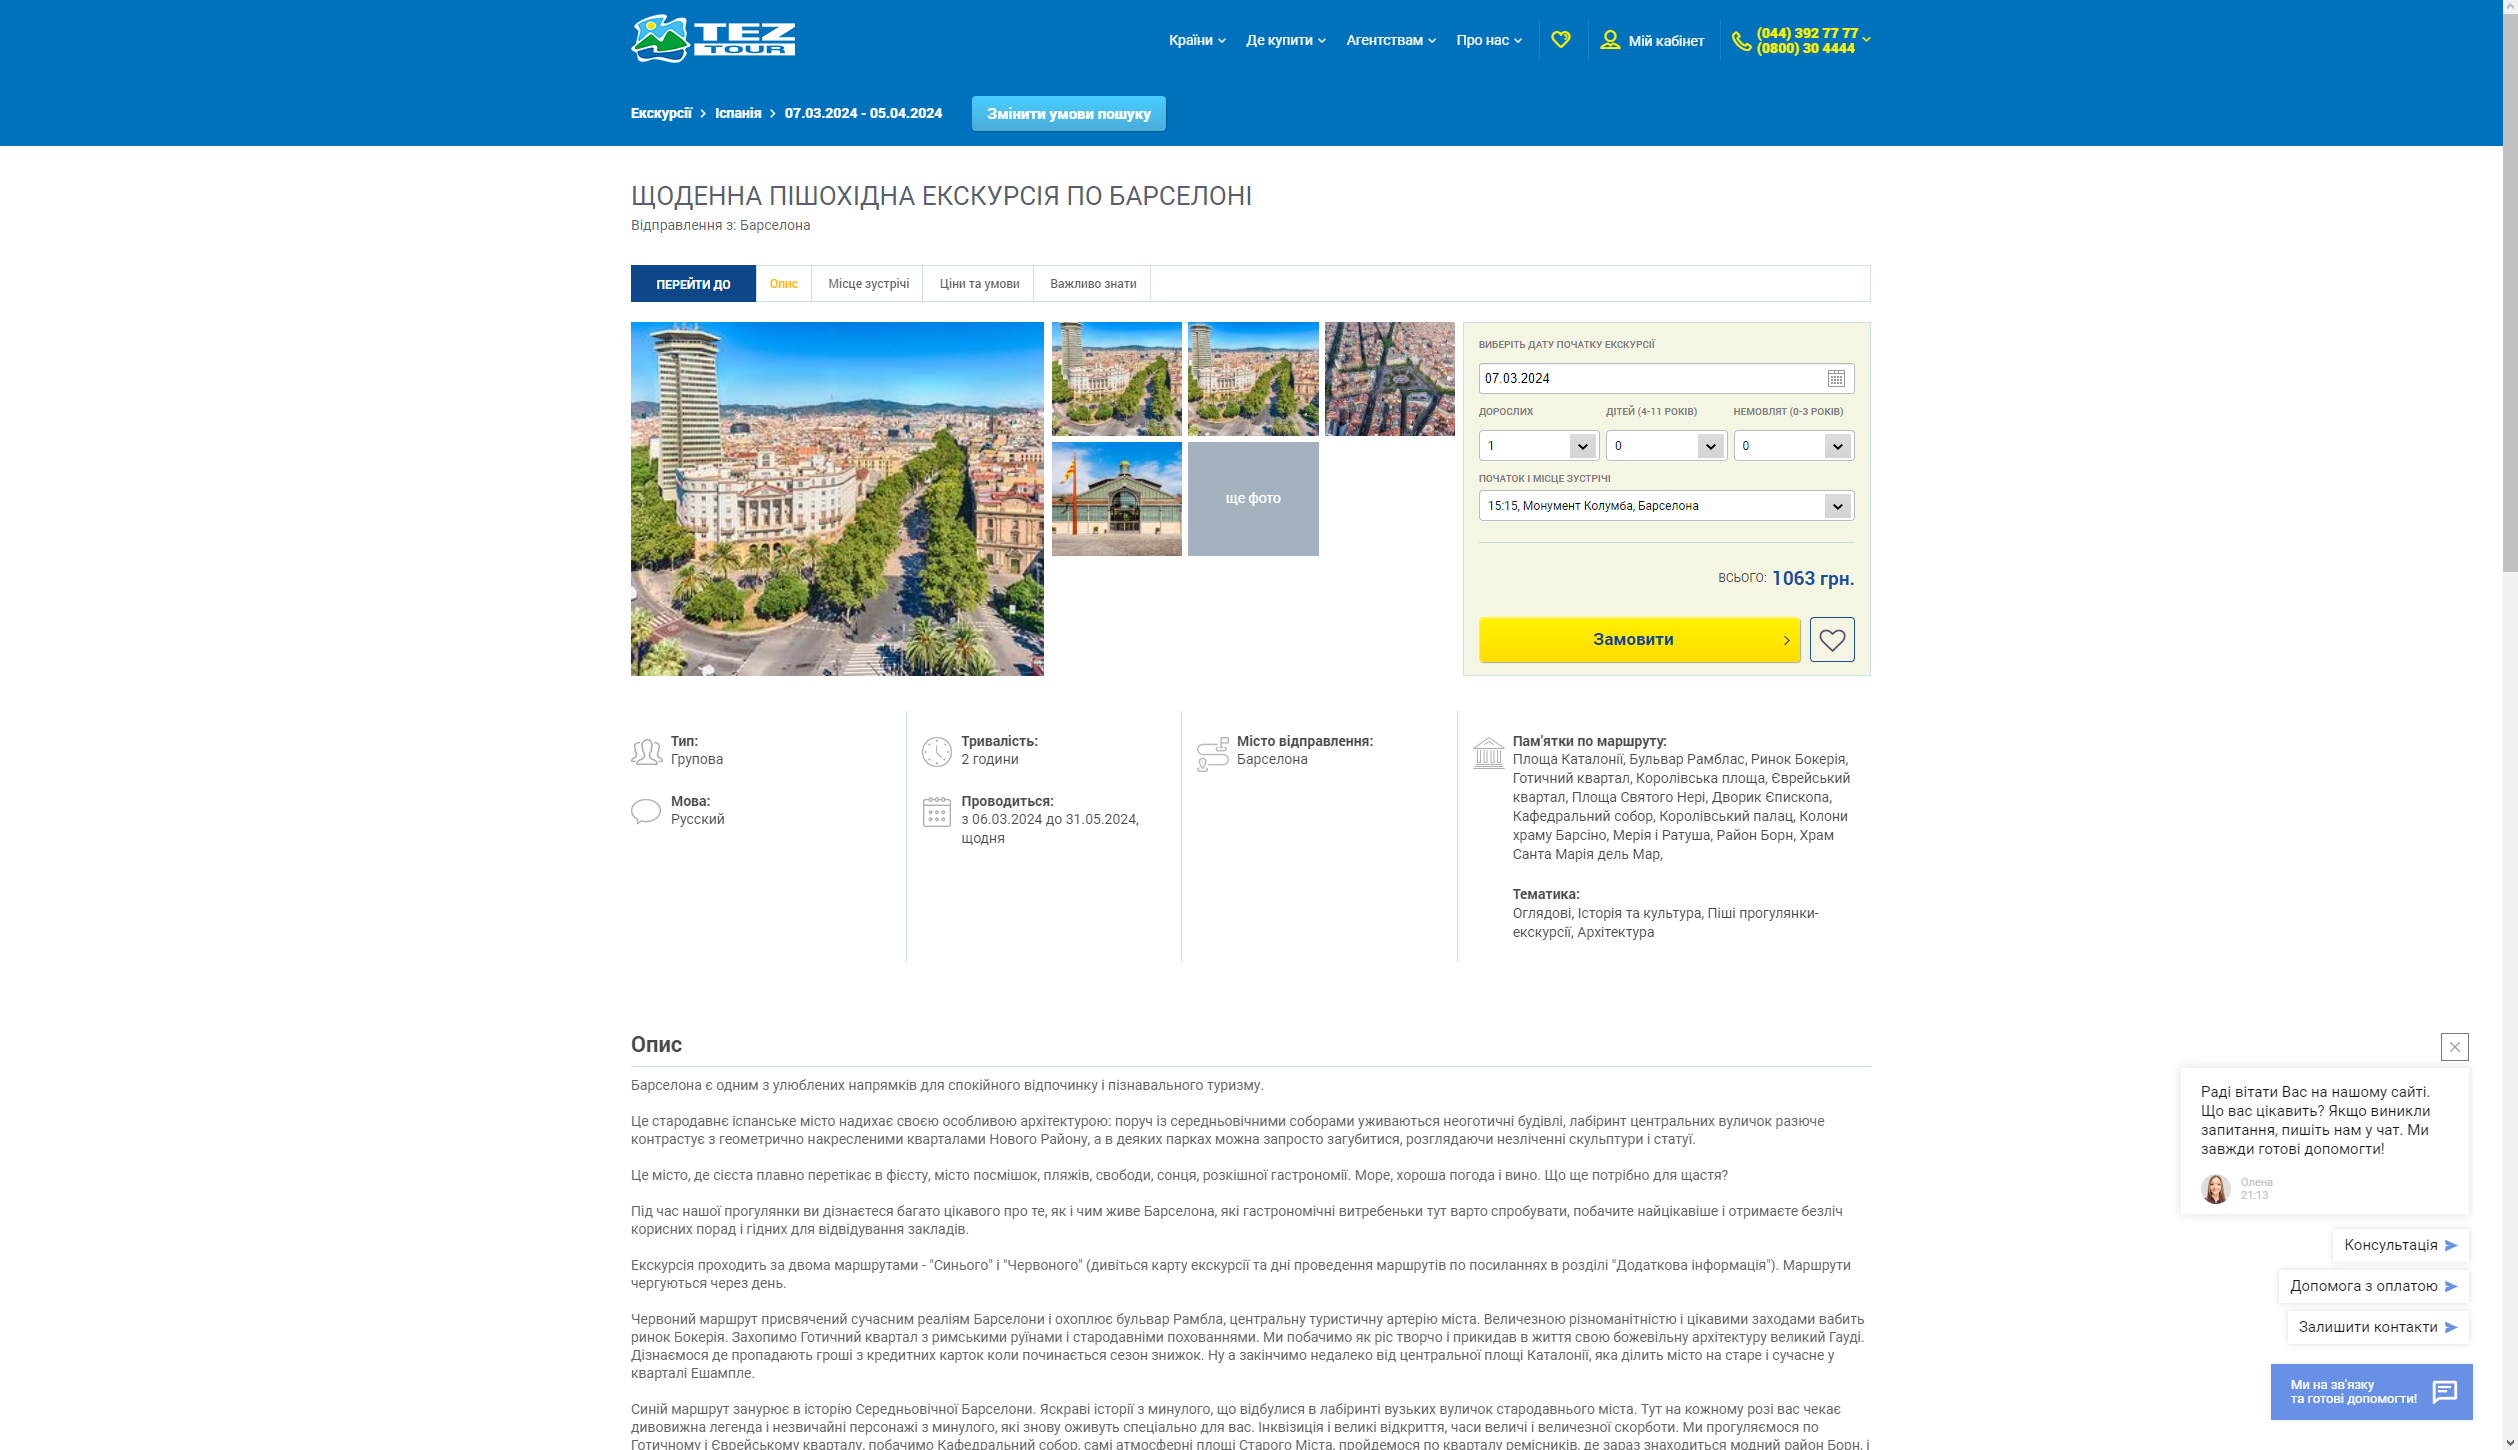 TEZ
TOUR
Країни
Де купити
Агентствам
Про нас
Мій кабінет
(044) 392 77 77
(0800) 30 4444
Екскурсії > Іспанія > 07.03.2024 - 05.04.2024
Змінити умови пошуку
ЩОДЕННА ПІШОХІДНА ЕКСКУРСІЯ ПО БАРСЕЛОНІ
Відправлення з: Барселона
ПЕРЕЙТИ ДО
Опис
Місце зустрічі
Ціни та умови
Важливо знати
ще фото
ВИБЕРІТЬ ДАТУ ПОЧАТКУ ЕКСКУРСІЇ
07.03.2024
ДОРОСЛИХ
ДІТЕЙ (4-11 РОКІВ)
НЕМОВЛЯТ (0-3 РОКІВ)
1
0
0
ПОЧАТОК І МІСЦЕ ЗУСТРІЧІ
15:15, Монумент Колумба, Барселона
ВСЬОГО: 1063 грн.
Замовити
Тип:
Групова
Мова:
Русский
Тривалість:
2 години
Проводиться:
з 06.03.2024 до 31.05.2024,
щодня
Місто відправлення:
Барселона
Пам'ятки по маршруту:
Площа Каталонії, Бульвар Рамблас, Ринок Бокерія,
Готичний квартал, Королівська площа, Єврейський
квартал, Площа Святого Нері, Дворик Єпископа,
Кафедральний собор, Королівський палац, Колони
храму Барсіно, Мерія і Ратуша, Район Борн, Храм
Санта Марія дель Мар,
Тематика:
Оглядові, Історія та культура, Піші прогулянки-
екскурсії, Архітектура
Опис
Барселона є одним з улюблених напрямків для спокійного відпочинку і пізнавального туризму.
Це стародавнє іспанське місто надихає своєю особливою архітектурою: поруч із середньовічними соборами уживаються неоготичні будівлі, лабіринт центральних вуличок разюче
контрастує з геометрично накресленими кварталами Нового Району, а в деяких парках можна запросто загубитися, розглядаючи незліченні скульптури і статуї.
Це місто, де сієста плавно перетікає в фієсту, місто посмішок, пляжів, свободи, сонця, розкішної гастрономії. Море, хороша погода і вино. Що ще потрібно для щастя?
Під час нашої прогулянки ви дізнаєтеся багато цікавого про те, як і чим живе Барселона, які гастрономічні витребеньки тут варто спробувати, побачите найцікавіше і отримаєте безліч
корисних порад і гідних для відвідування закладів.
Екскурсія проходить за двома маршрутами - "Синього" і "Червоного" (дивіться карту екскурсії та дні проведення маршрутів по посиланнях в розділі "Додаткова інформація"). Маршрути
чергуються через день.
Червоний маршрут присвячений сучасним реаліям Барселони і охоплює бульвар Рамбла, центральну туристичну артерію міста. Величезною різноманітністю і цікавими заходами вабить
ринок Бокерія. Захопимо Готичний квартал з римськими руїнами і стародавніми похованнями. Ми побачимо як ріс творчо і прикидав в життя свою божевільну архітектуру великий Гауді.
Дізнаємося де пропадають гроші з кредитних карток коли починається сезон знижок. Ну а закінчимо недалеко від центральної площі Каталонії, яка ділить місто на старе і сучасне у
кварталі Ешампле.
Синій маршрут занурює в історію Середньовічної Барселони. Яскраві історії з минулого, що відбулися в лабіринті вузьких вуличок стародавнього міста. Тут на кожному розі вас чекає
дивовижна легенда і незвичайні персонажі з минулого, які знову оживуть спеціально для вас. Інквізиція і великі відкриття, часи величі і величезної скорботи. Ми прогуляємося по
Готичному і Єврейському кварталу, побачимо Кафедральний собор, самі атмосферні площі Старого Міста, пройдемося по кварталу ремісників, де зараз знаходиться модний район Борн, і
Раді вітати Вас на нашому сайті.
Що вас цікавить? Якщо виникли
запитання, пишіть нам у чат. Ми
завжди готові допомогти!
Олена
21:13
Консультація
Допомога з оплатою
Залишити контакти
Ми на зв'язку
та готові допомогти!